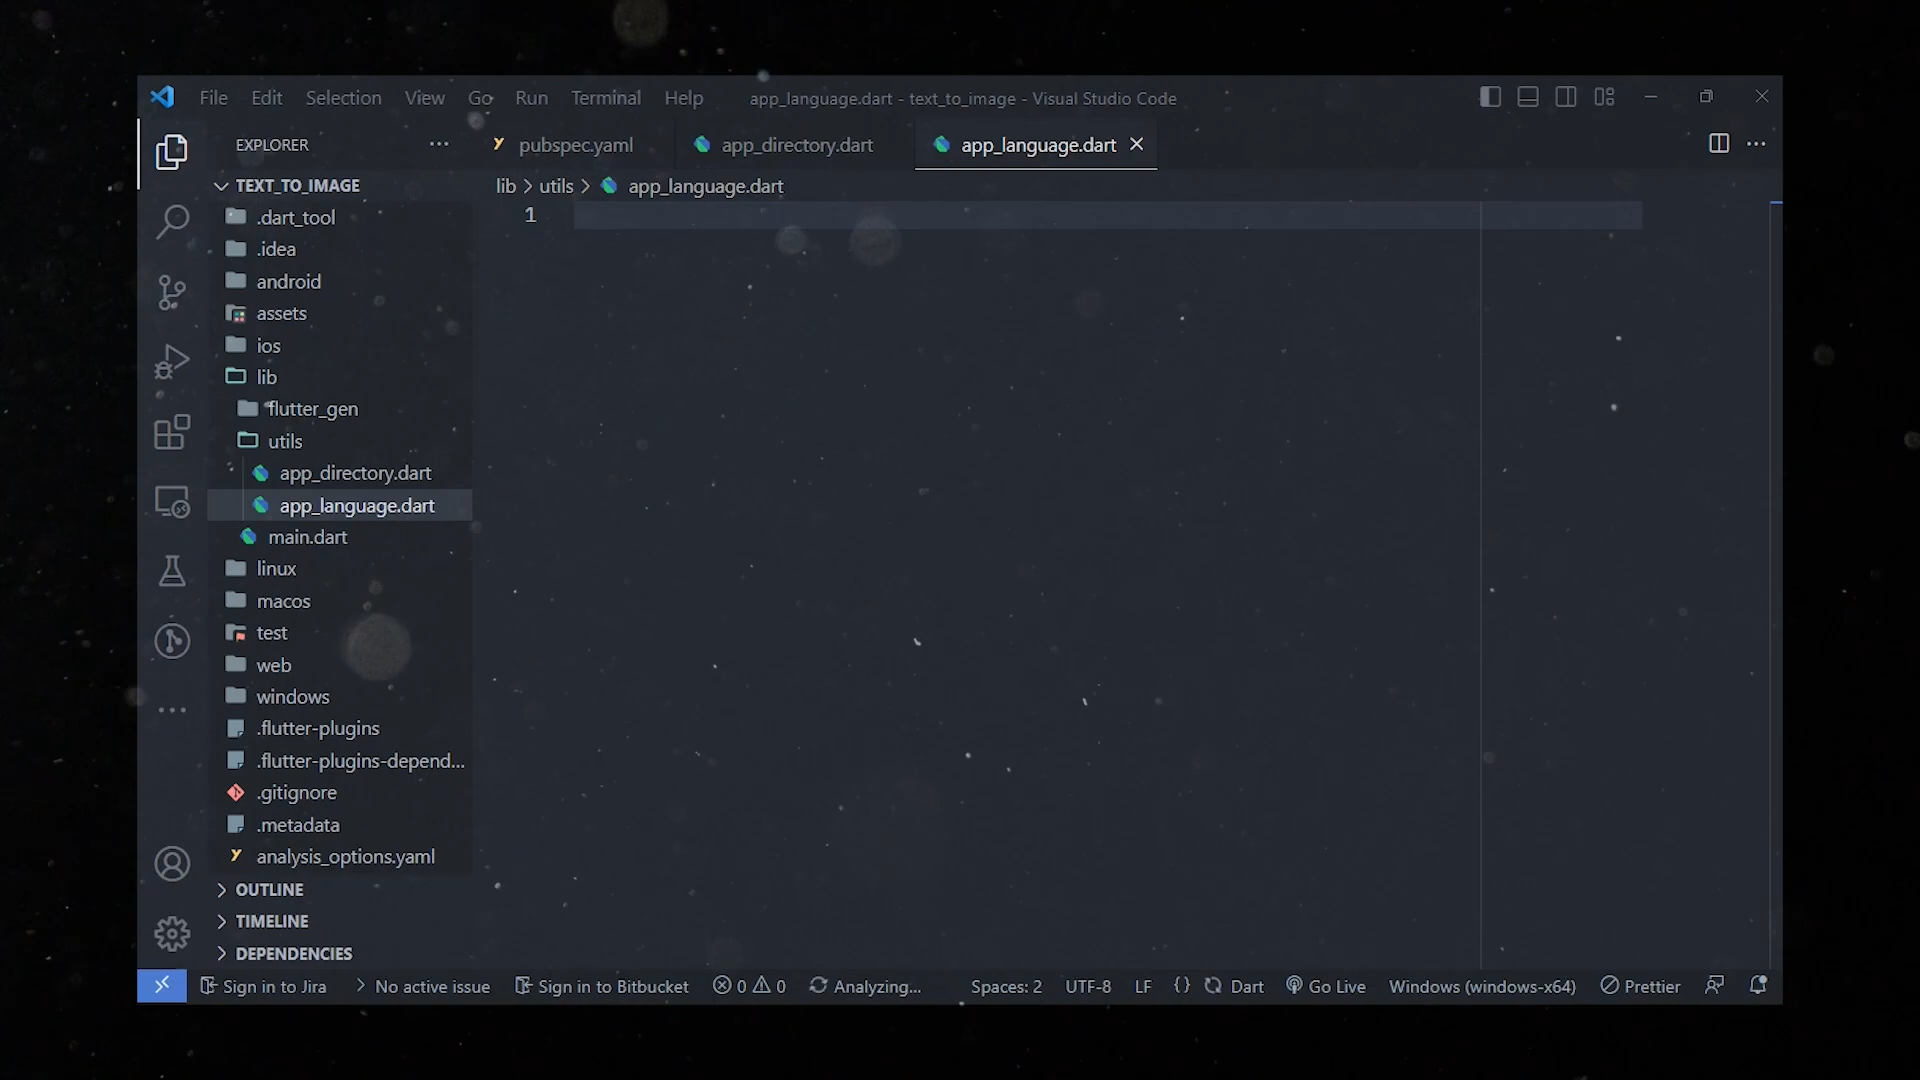 File Edit Selection View Go Run Terminal Help app_language.dart - text_to_image - Visual Studio Code
EXPLORER
pubspec.yaml app_directory.dart app_language.dart
TEXT_TO_IMAGE
lib > utils > app_language.dart
1
.dart_tool
.idea
android
assets
ios
lib
flutter_gen
utils
app_directory.dart
app_language.dart
main.dart
linux
macos
test
web
windows
.flutter-plugins
.flutter-plugins-depend...
.gitignore
.metadata
analysis_options.yaml
OUTLINE
TIMELINE
DEPENDENCIES
Sign in to Jira > No active issue Sign in to Bitbucket 0 0 Analyzing... Spaces: 2 UTF-8 LF {} Dart Go Live Windows (windows-x64) Prettier